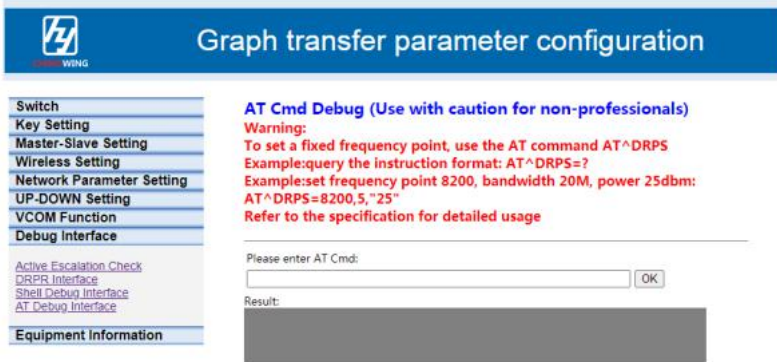 Graph transfer parameter configuration
WING
Switch
Key Setting
Master-Slave Setting
Wireless Setting
Network Parameter Setting
UP-DOWN Setting
VCOM Function
Debug Interface
Active Escalation Check
DRPR Interface
Shell Debug Interface
AT Debug Interface
Equipment Information
AT Cmd Debug (Use with caution for non-professionals)
Warning:
To set a fixed frequency point, use the AT command AT^DRPS
Example:query the instruction format: AT^DRPS=?
Example:set frequency point 8200, bandwidth 20M, power 25dbm:
AT^DRPS=8200,5,"25"
Refer to the specification for detailed usage
Please enter AT Cmd:
OK
Result: